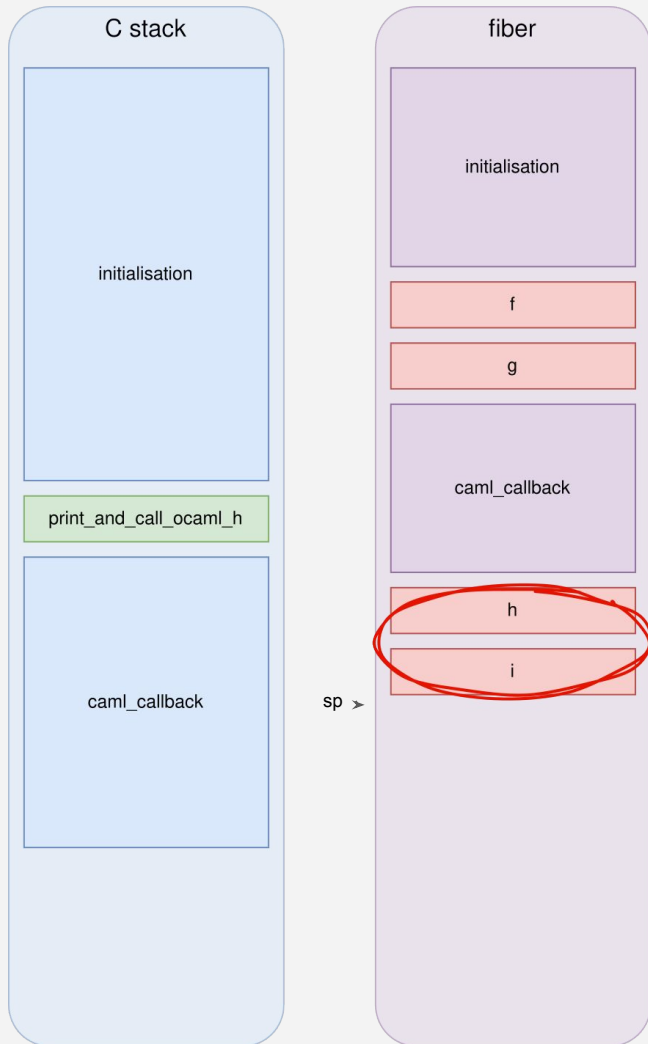 C stack
initialisation
print_and_call_ocaml_h
caml_callback
sp
fiber
initialisation
f
g
caml_callback
h
i